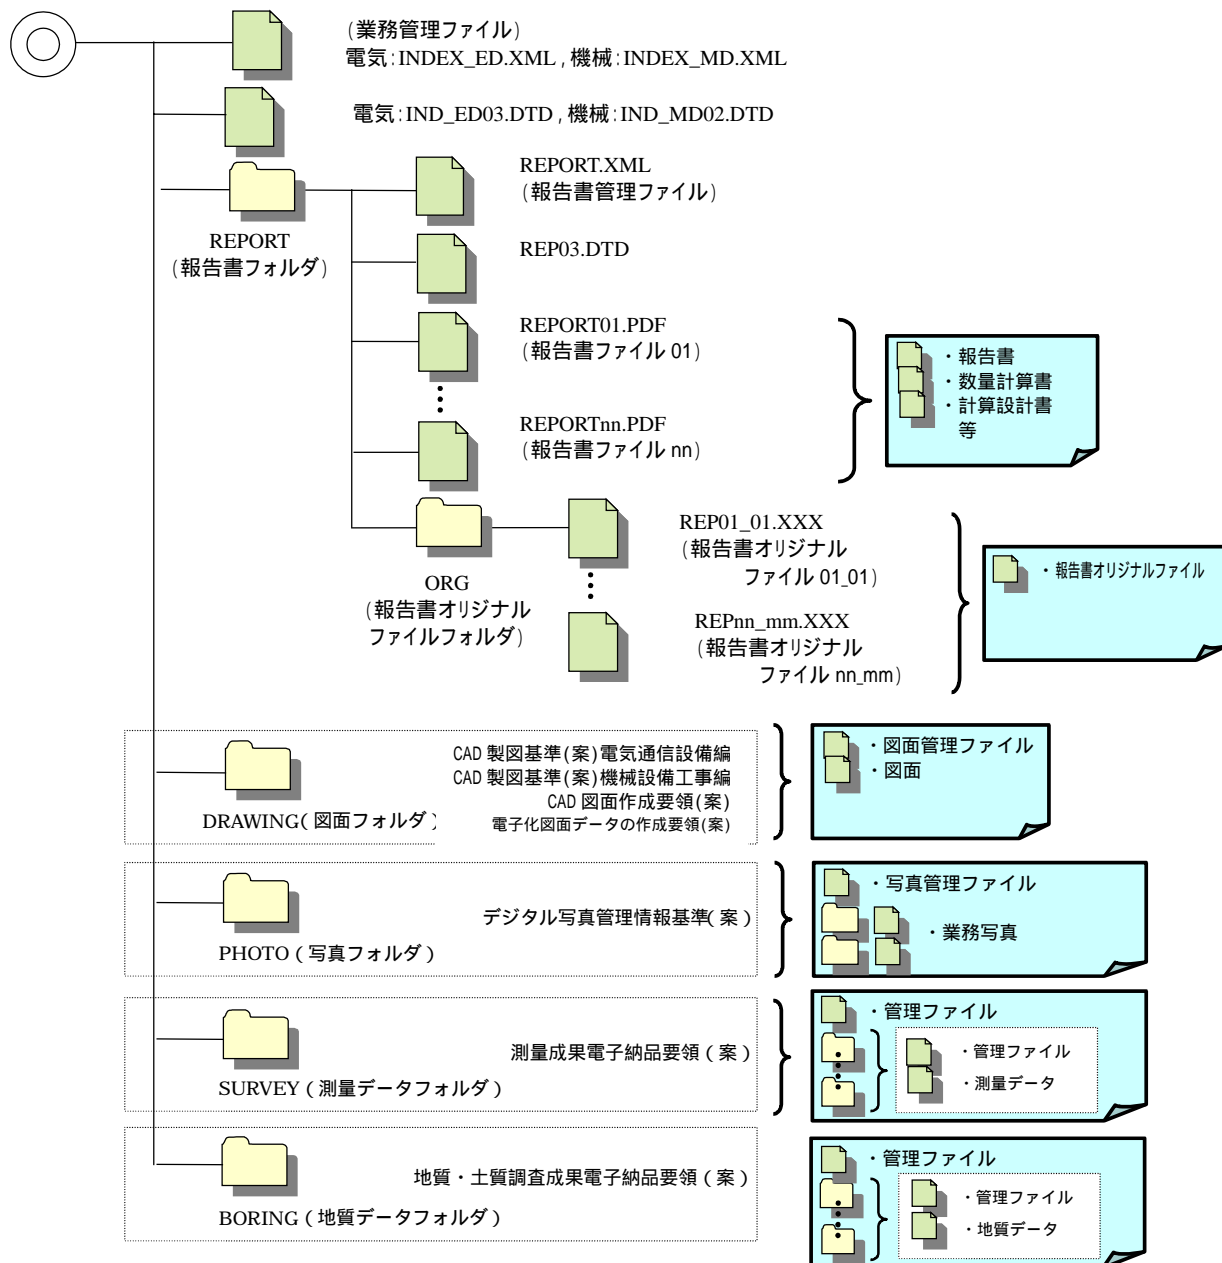 (業務管理ファイル)
電気:INDEX_ED.XML,機械:INDEX_MD.XML
電気:IND_ED03.DTD,機械:IND_MD02.DTD
REPORT
(報告書フォルダ)
REPORT.XML
(報告書管理ファイル)
REP03.DTD
REPORT01.PDF
(報告書ファイル 01)
REPORTnn.PDF
(報告書ファイル nn)
・報告書
・数量計算書
・計算設計書
等
ORG
(報告書オリジナル
ファイルフォルダ)
REP01_01.XXX
(報告書オリジナル
ファイル 01_01)
REPnn_mm.XXX
(報告書オリジナル
ファイル nn_mm)
・報告書オリジナルファイル
DRAWING(図面フォルダ)
CAD 製図基準(案)電気通信設備編
CAD 製図基準(案)機械設備工事編
CAD 図面作成要領(案)
電子化図面データの作成要領(案)
・図面管理ファイル
・図面
PHOTO(写真フォルダ)
デジタル写真管理情報基準(案)
・写真管理ファイル
・業務写真
SURVEY(測量データフォルダ)
測量成果電子納品要領(案)
・管理ファイル
・管理ファイル
・測量データ
BORING(地質データフォルダ)
地質・土質調査成果電子納品要領(案)
・管理ファイル
・管理ファイル
・地質データ